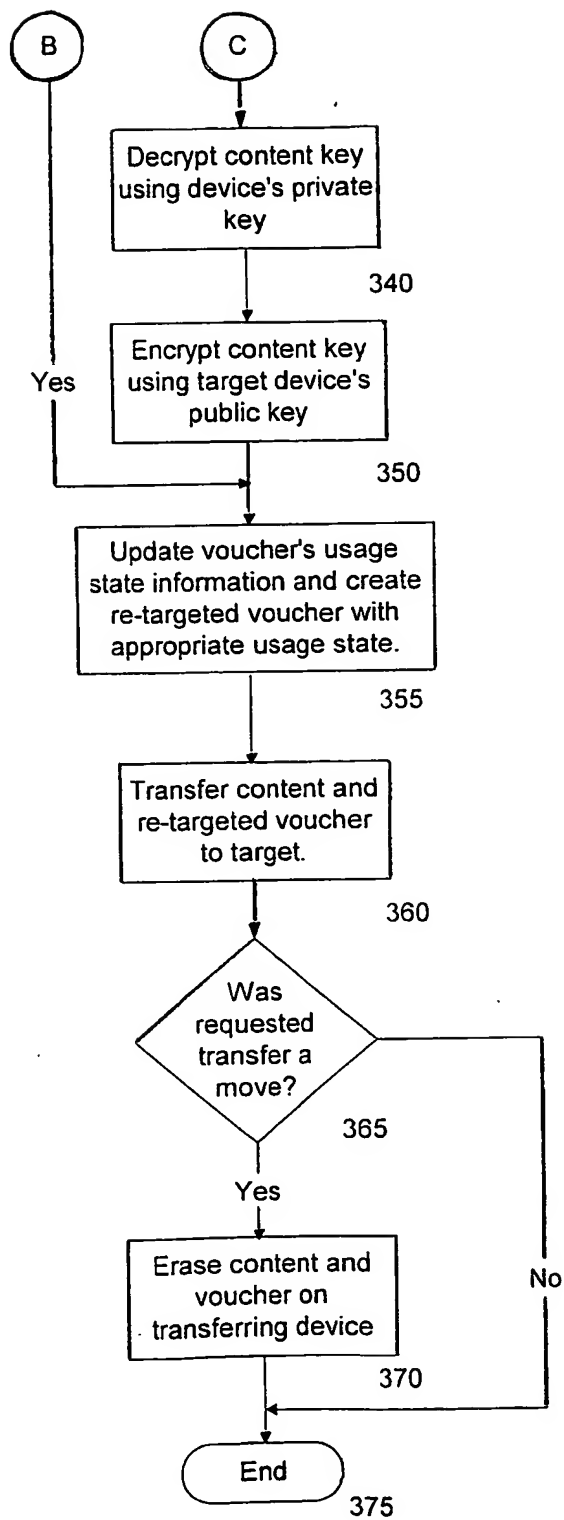 B
C
Decrypt content key
using device's private
key
340
Encrypt content key
using target device's
public key
Yes
350
Update voucher's usage
state information and create
re-targeted voucher with
appropriate usage state.
355
Transfer content and
re-targeted voucher
to target.
360
Was
requested
transfer a
move?
365
Yes
No
Erase content and
voucher on
transferring device
370
End
375